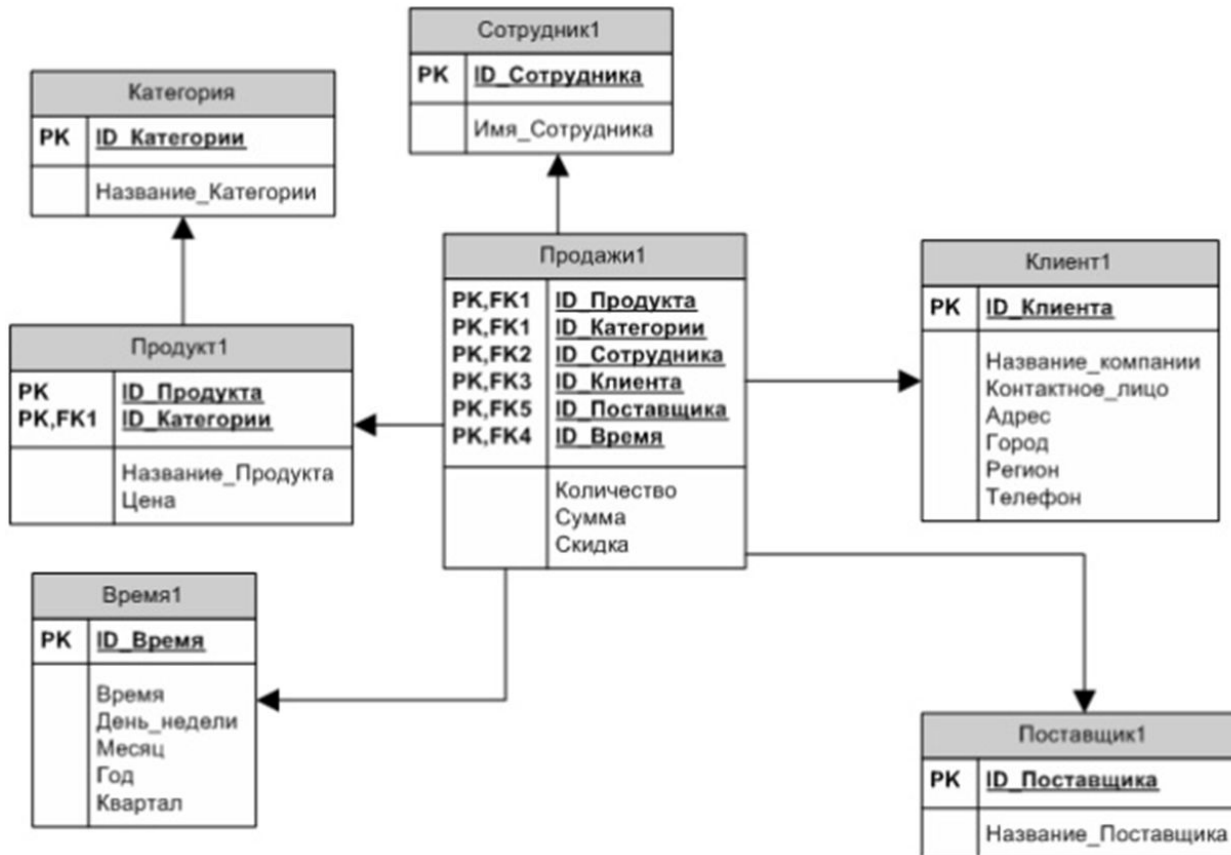 Сотрудник1
PK ID_Сотрудника
Имя_Сотрудника
Категория
PK ID_Категории
Название_Категории
Продажи1
PK,FK1 ID_Продукта
PK,FK1 ID_Категории
PK,FK2 ID_Сотрудника
PK,FK3 ID_Клиента
PK,FK5 ID_Поставщика
PK,FK4 ID_Время
Количество
Сумма
Скидка
Клиент1
PK ID_Клиента
Название_компании
Контактное_лицо
Адрес
Город
Регион
Телефон
Продукт1
PK ID_Продукта
PK,FK1 ID_Категории
Название_Продукта
Цена
Время1
PK ID_Время
Время
День_недели
Месяц
Год
Квартал
Поставщик1
PK ID_Поставщика
Название_Поставщика